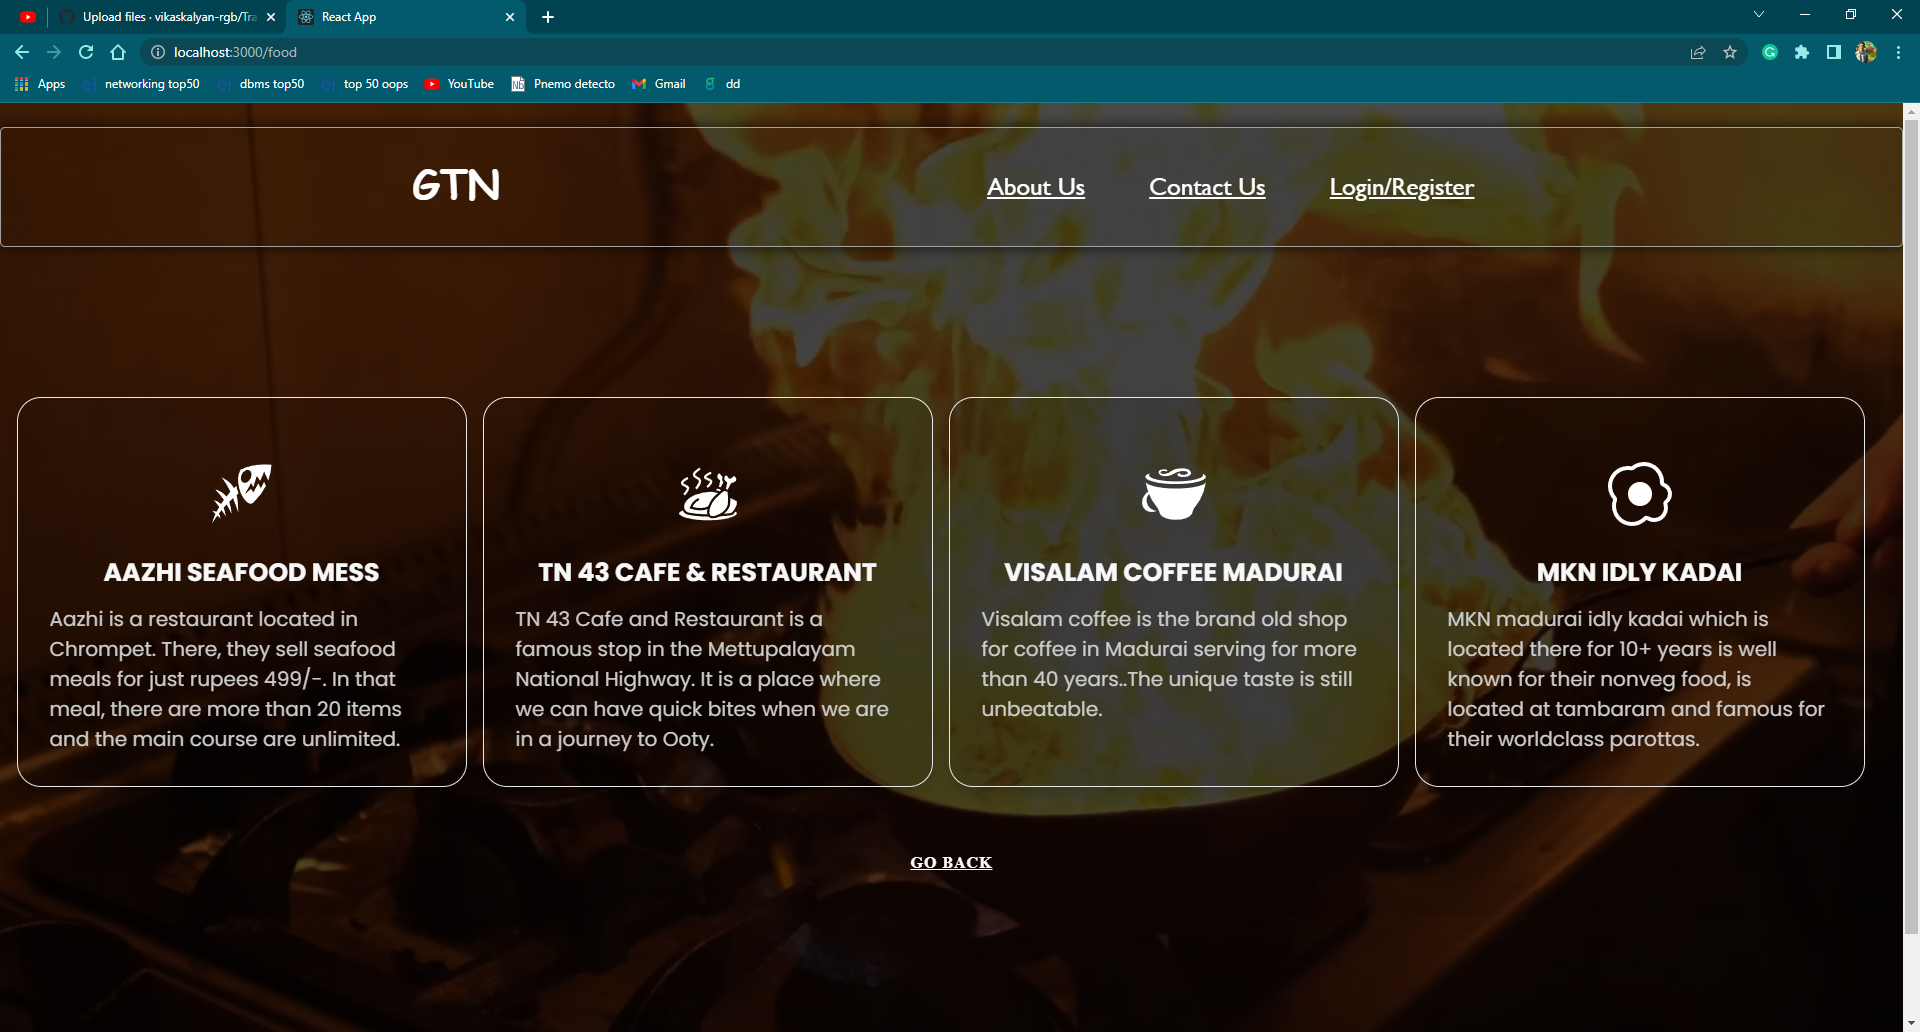 Upload files · vikaskalyan-rgb/Tra
React App
localhost:3000/food
Apps
networking top50
dbms top50
top 50 oops
YouTube
Pnemo detecto
Gmail
dd
GTN
About Us
Contact Us
Login/Register
AAZHI SEAFOOD MESS
Aazhi is a restaurant located in
Chrompet. There, they sell seafood
meals for just rupees 499/-. In that
meal, there are more than 20 items
and the main course are unlimited.
TN 43 CAFE & RESTAURANT
TN 43 Cafe and Restaurant is a
famous stop in the Mettupalayam
National Highway. It is a place where
we can have quick bites when we are
in a journey to Ooty.
VISALAM COFFEE MADURAI
Visalam coffee is the brand old shop
for coffee in Madurai serving for more
than 40 years..The unique taste is still
unbeatable.
MKN IDLY KADAI
MKN madurai idly kadai which is
located there for 10+ years is well
known for their nonveg food, is
located at tambaram and famous for
their worldclass parottas.
GO BACK